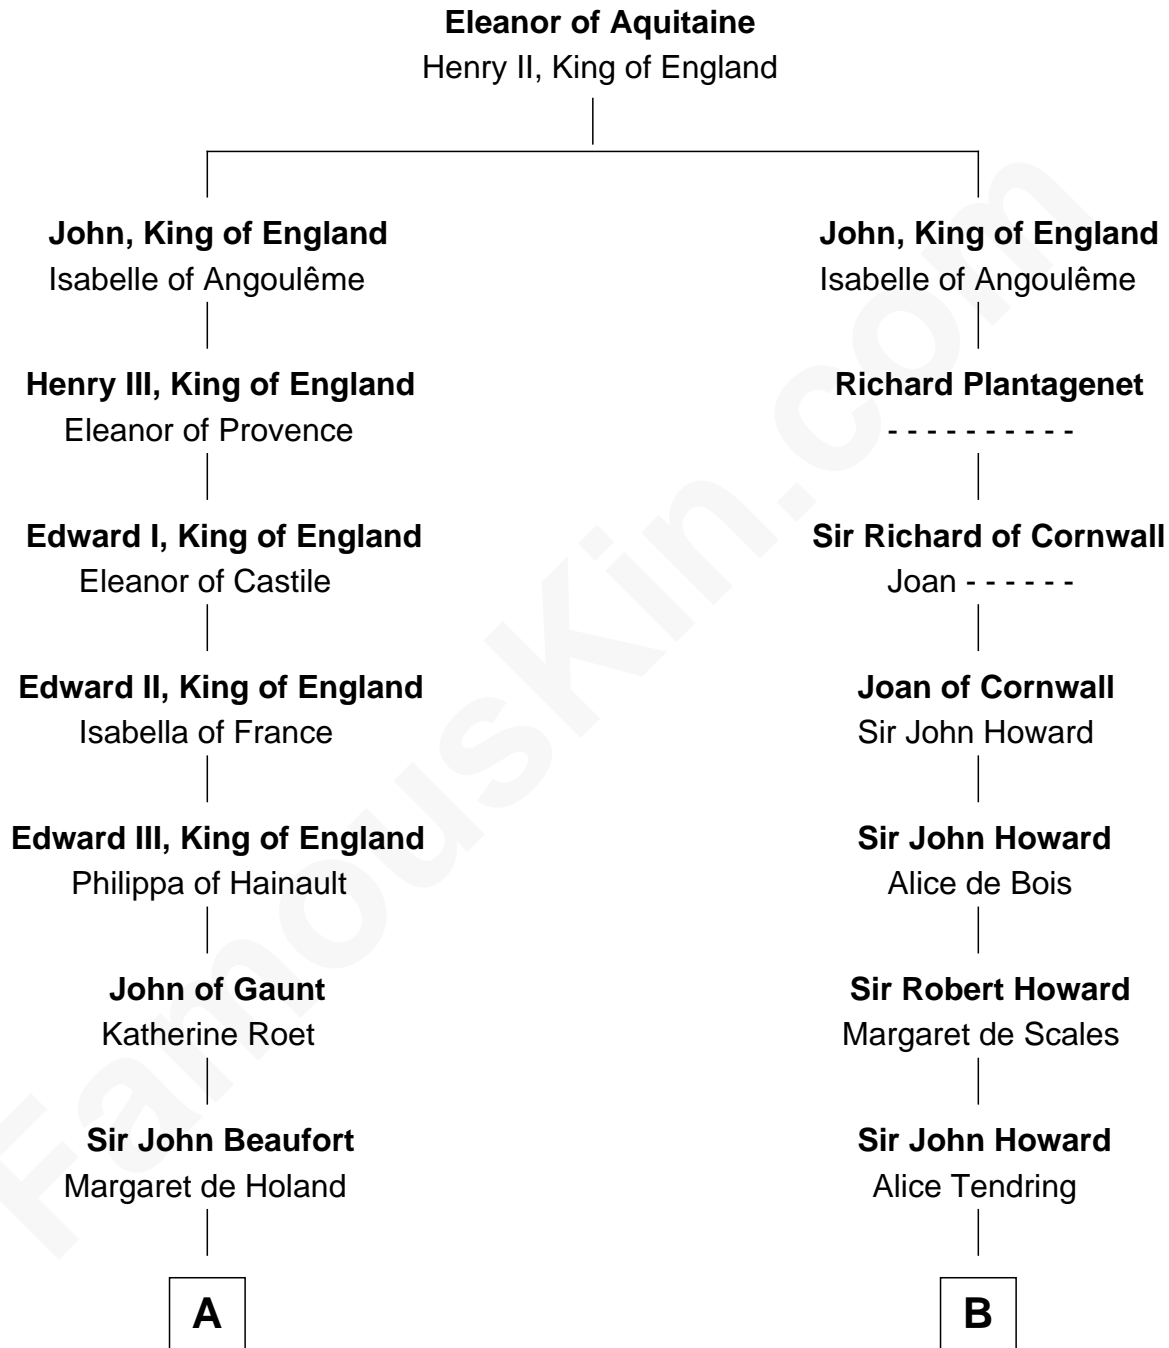 Eleanor of Aquitaine
Henry II, King of England
John, King of England
Isabelle of Angoulême
Henry III, King of England
Eleanor of Provence
Edward I, King of England
Eleanor of Castile
Edward II, King of England
Isabella of France
Edward III, King of England
Philippa of Hainault
John of Gaunt
Katherine Roet
Sir John Beaufort
Margaret de Holand
A
John, King of England
Isabelle of Angoulême
Richard Plantagenet
- - - - - - - - - -
Sir Richard of Cornwall
Joan - - - - - -
Joan of Cornwall
Sir John Howard
Sir John Howard
Alice de Bois
Sir Robert Howard
Margaret de Scales
Sir John Howard
Alice Tendring
B
FamousKin.com